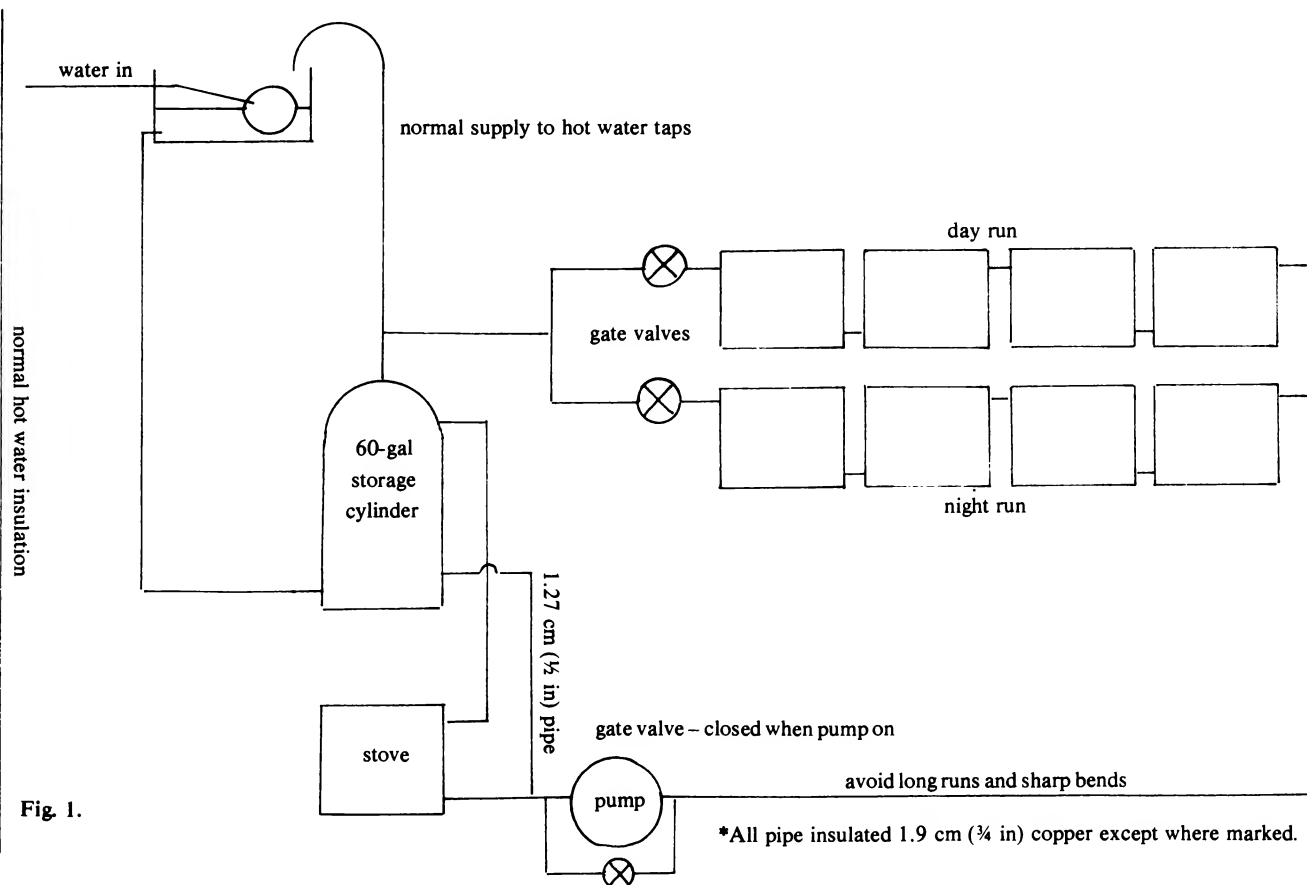 water in
normal supply to hot water taps
day run
gate valves
night run
60-gal
storage
cylinder
normal hot water insulation
1.27 cm (½ in) pipe
stove
gate valve – closed when pump on
pump
avoid long runs and sharp bends
Fig. 1.
*All pipe insulated 1.9 cm (¾ in) copper except where marked.